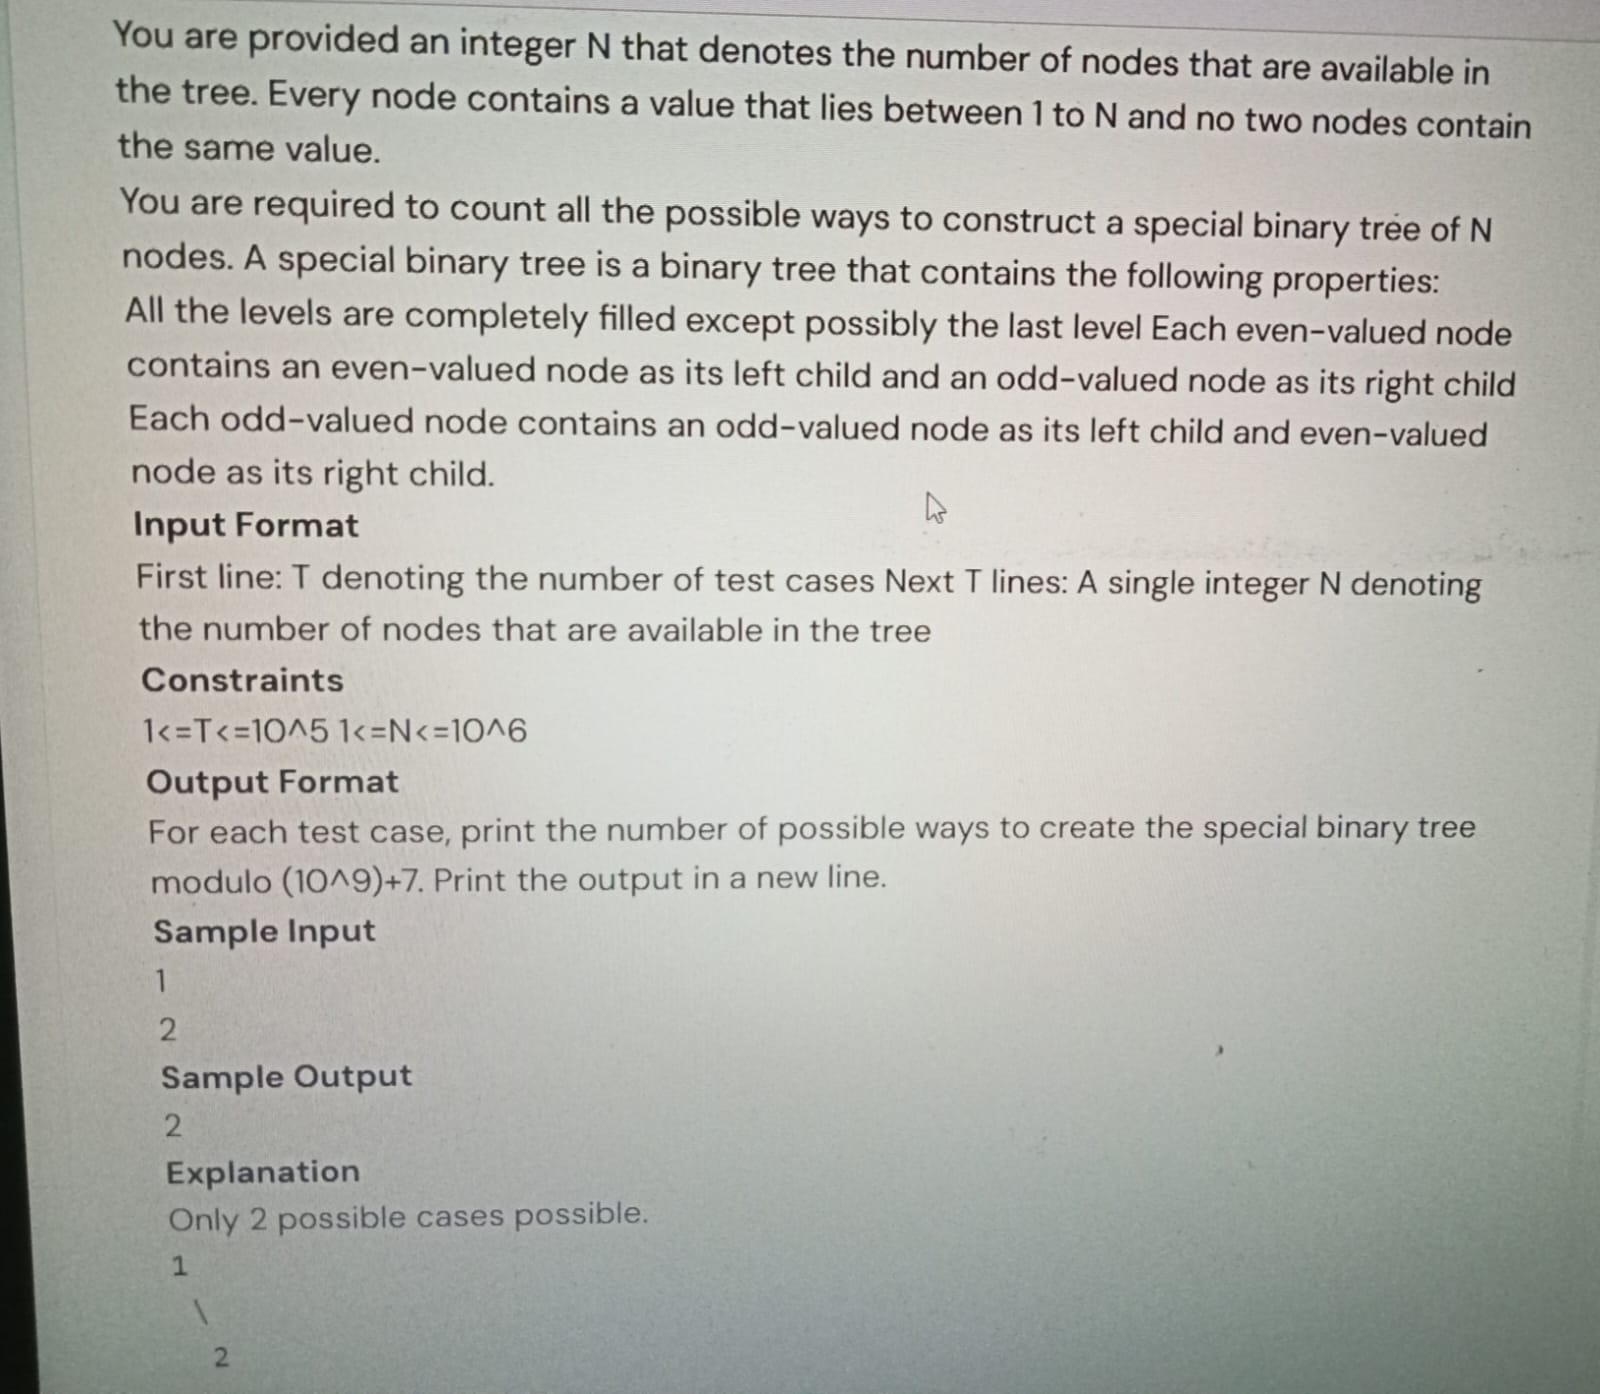 You are provided an integer N that denotes the number of nodes that are available in
the tree. Every node contains a value that lies between 1 to N and no two nodes contain
the same value.
You are required to count all the possible ways to construct a special binary tree of N
nodes. A special binary tree is a binary tree that contains the following properties:
All the levels are completely filled except possibly the last level Each even-valued node
contains an even-valued node as its left child and an odd-valued node as its right child
Each odd-valued node contains an odd-valued node as its left child and even-valued
node as its right child.
Input Format
First line: T denoting the number of test cases Next T lines: A single integer N denoting
the number of nodes that are available in the tree
Constraints
1<=T<=10^5 1<=N<=10^6
Output Format
For each test case, print the number of possible ways to create the special binary tree
modulo (10^9)+7. Print the output in a new line.
Sample Input
1
2
Sample Output
2
Explanation
Only 2 possible cases possible.
1
\
2